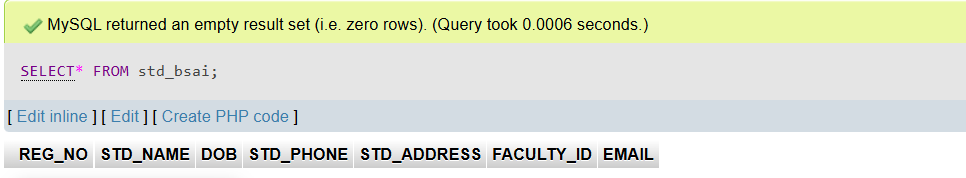 MySQL returned an empty result set (i.e. zero rows). (Query took 0.0006 seconds.)
SELECT* FROM std_bsai;
[ Edit inline ] [ Edit ] [ Create PHP code ]
REG_NO STD_NAME DOB STD_PHONE STD_ADDRESS FACULTY_ID EMAIL